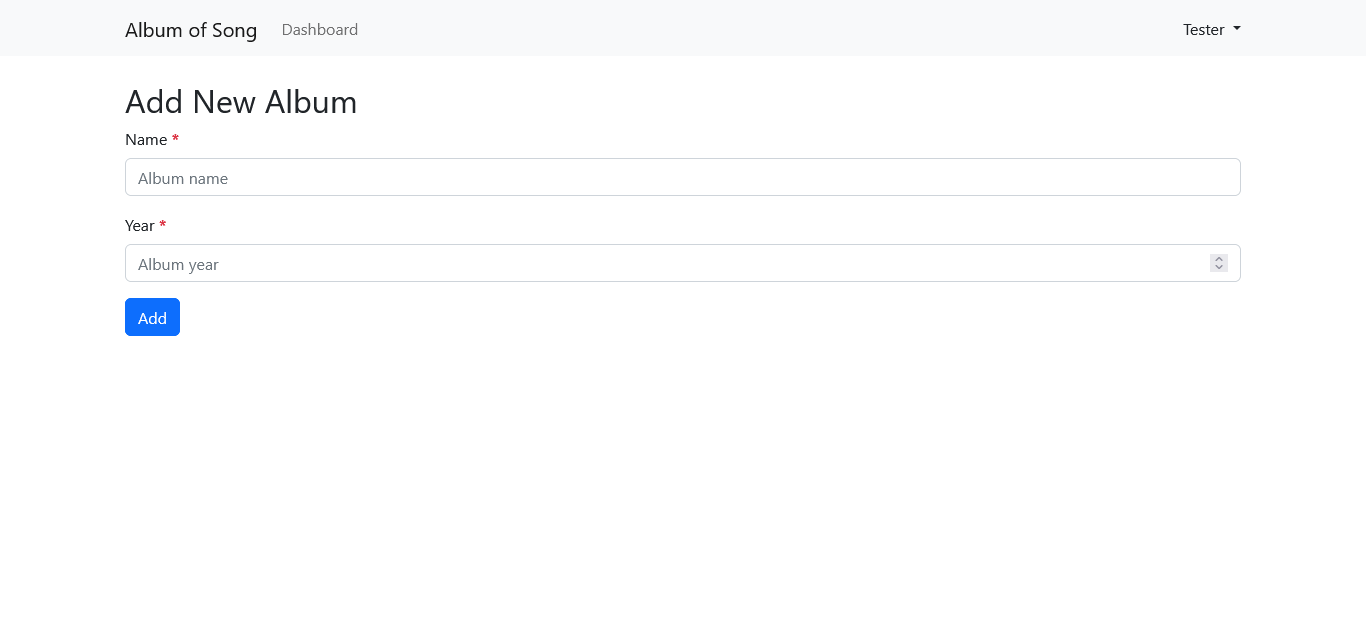 Album of Song Dashboard Tester
Add New Album
Name *
Album name
Year *
Album year
Add